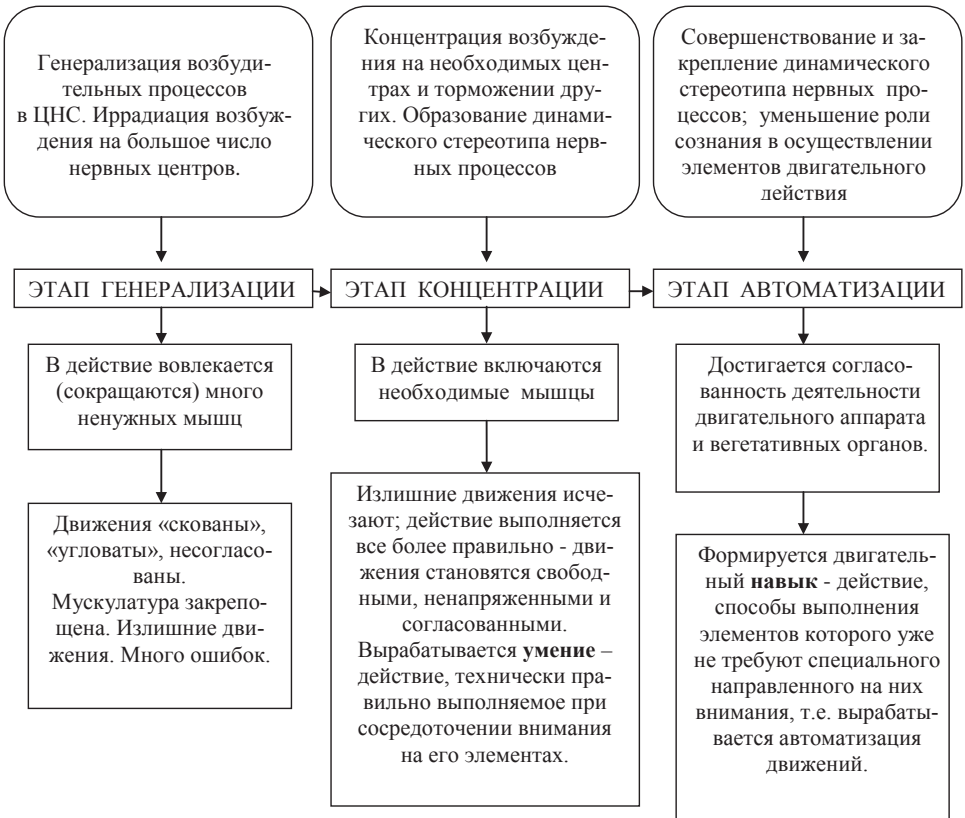 Генерализация возбуди-
тельных процессов
в ЦНС. Иррадиация возбуж-
дения на большое число
нервных центров.
Концентрация возбужде-
ния на необходимых цен-
трах и торможении дру-
гих. Образование динами-
ческого стереотипа нерв-
ных процессов
Совершенствование и за-
крепление динамического
стереотипа нервных про-
цессов; уменьшение роли
сознания в осуществлении
элементов двигательного
действия
ЭТАП ГЕНЕРАЛИЗАЦИИ
ЭТАП КОНЦЕНТРАЦИИ
ЭТАП АВТОМАТИЗАЦИИ
В действие вовлекается
(сокращаются) много
ненужных мышц
В действие включаются
необходимые мышцы
Достигается согласо-
ванность деятельности
двигательного аппарата
и вегетативных органов.
Движения «скованы»,
«угловаты», несогласо-
ваны.
Мускулатура закрепо-
щена. Излишние дви-
жения. Много ошибок.
Излишние движения исче-
зают; действие выполняется
все более правильно - дви-
жения становятся свобод-
ными, ненапряженными и
согласованными.
Вырабатывается умение –
действие, технически пра-
вильно выполняемое при
сосредоточении внимания
на его элементах.
Формируется двигатель-
ный навык - действие,
способы выполнения
элементов которого уже
не требуют специального
направленного на них
внимания, т.е. вырабаты-
вается автоматизация
движений.